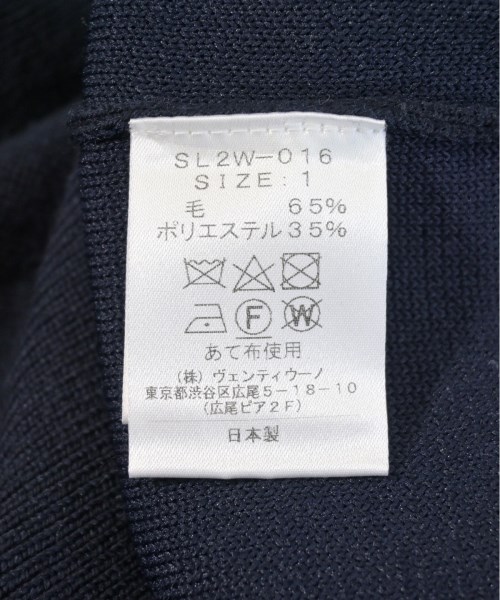 SL2W-016
SIZE:1
毛 65%
ポリエステル 35%
F W
あて布使用
(株)ヴェンティウーノ
東京都渋谷区広尾5-18-10
(広尾ピア2F)
日本製